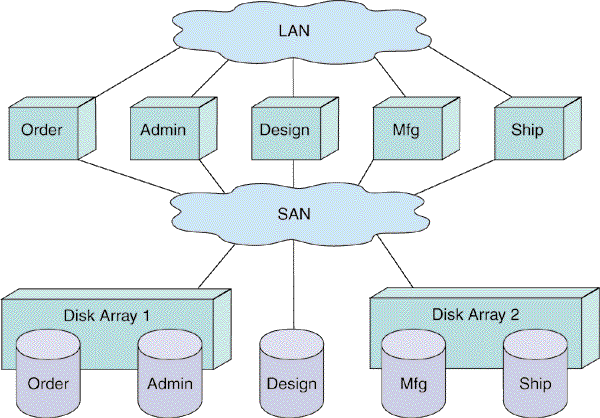 LAN
Order
Admin
Design
Mfg
Ship
SAN
Disk Array 1
Disk Array 2
Order
Admin
Design
Mfg
Ship